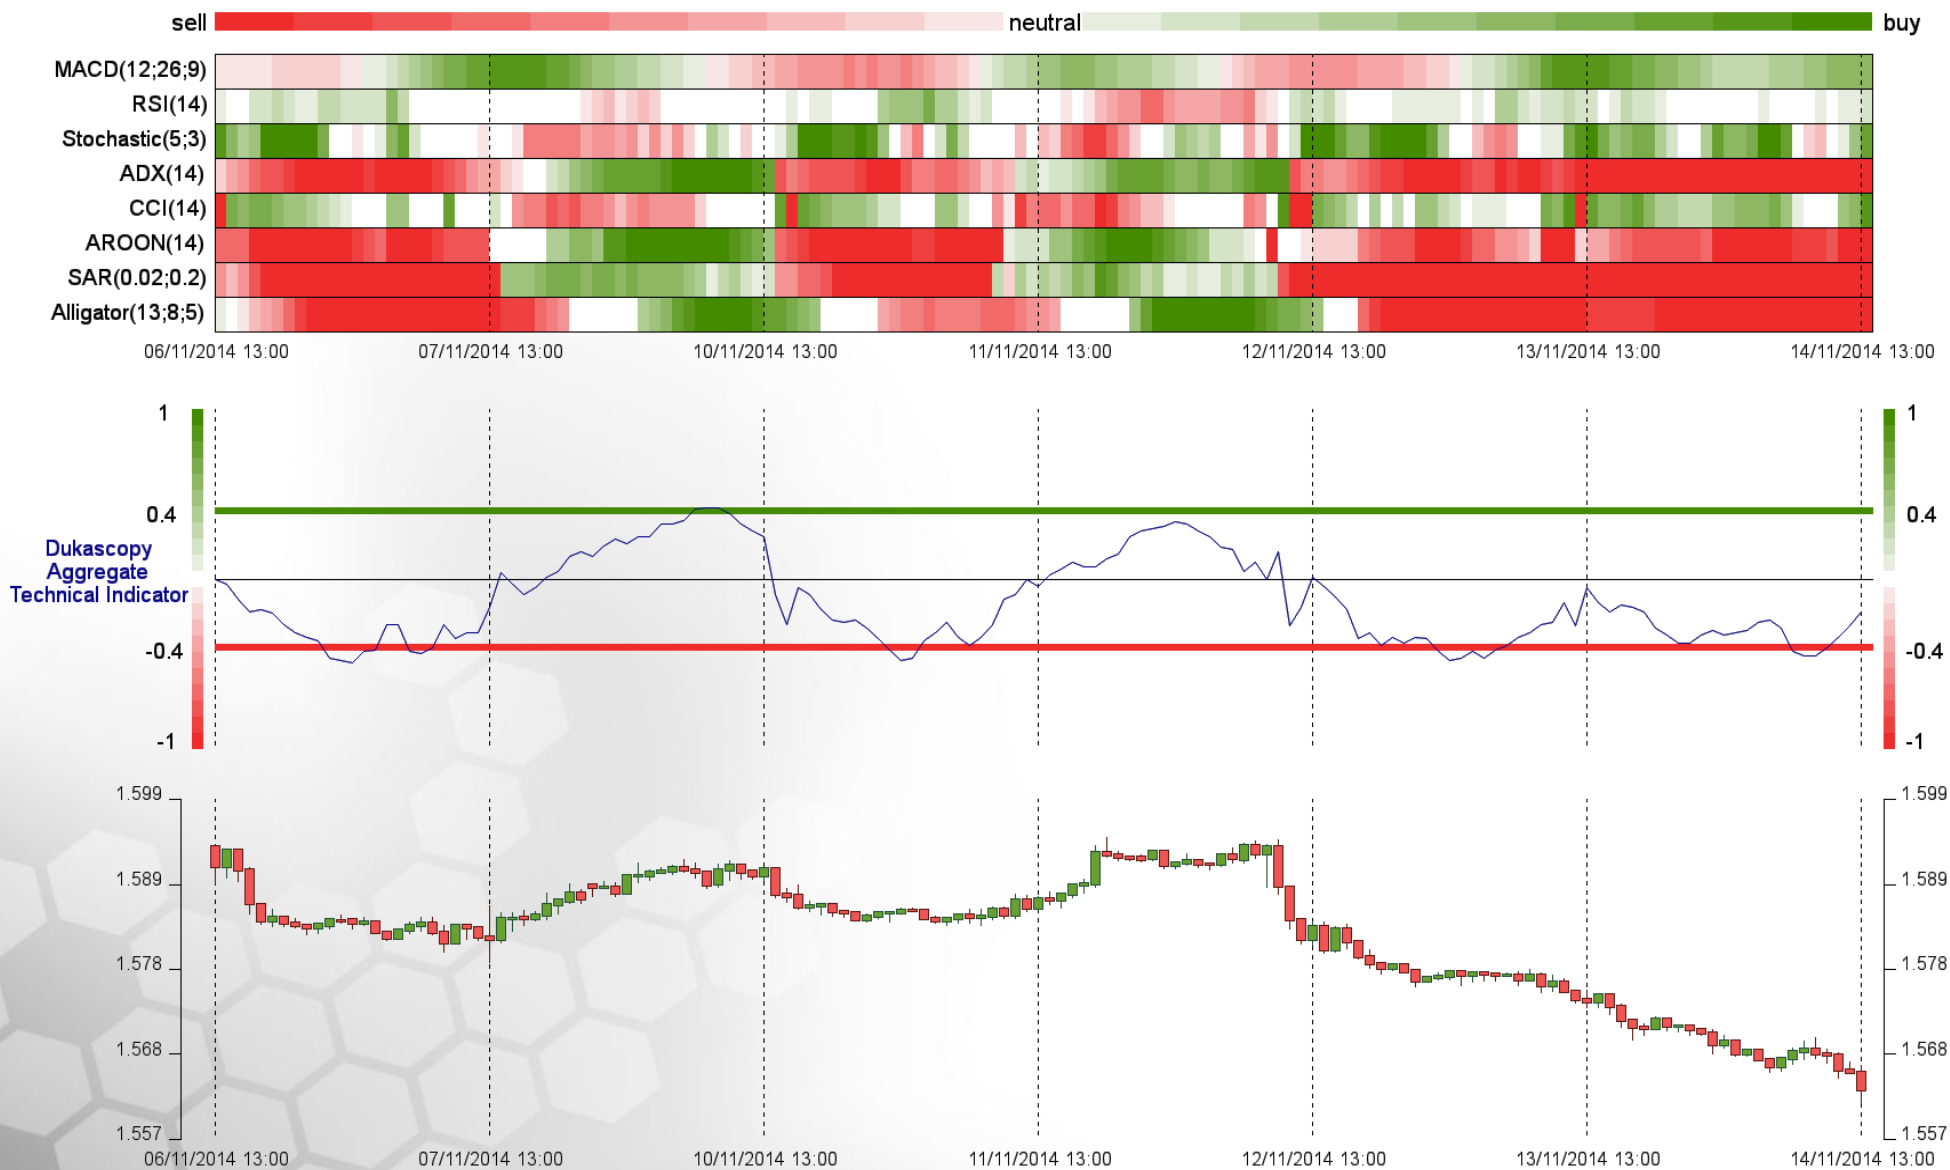 sell neutral buy
MACD(12;26;9)
RSI(14)
Stochastic(5;3)
ADX(14)
CCI(14)
AROON(14)
SAR(0.02;0.2)
Alligator(13;8;5)
06/11/2014 13:00 07/11/2014 13:00 10/11/2014 13:00 11/11/2014 13:00 12/11/2014 13:00 13/11/2014 13:00 14/11/2014 13:00
1 1
0.4 0.4
Dukascopy
Aggregate
Technical Indicator
-0.4 -0.4
-1 -1
1.599 1.599
1.589 1.589
1.578 1.578
1.568 1.568
1.557 1.557
06/11/2014 13:00 07/11/2014 13:00 10/11/2014 13:00 11/11/2014 13:00 12/11/2014 13:00 13/11/2014 13:00 14/11/2014 13:00